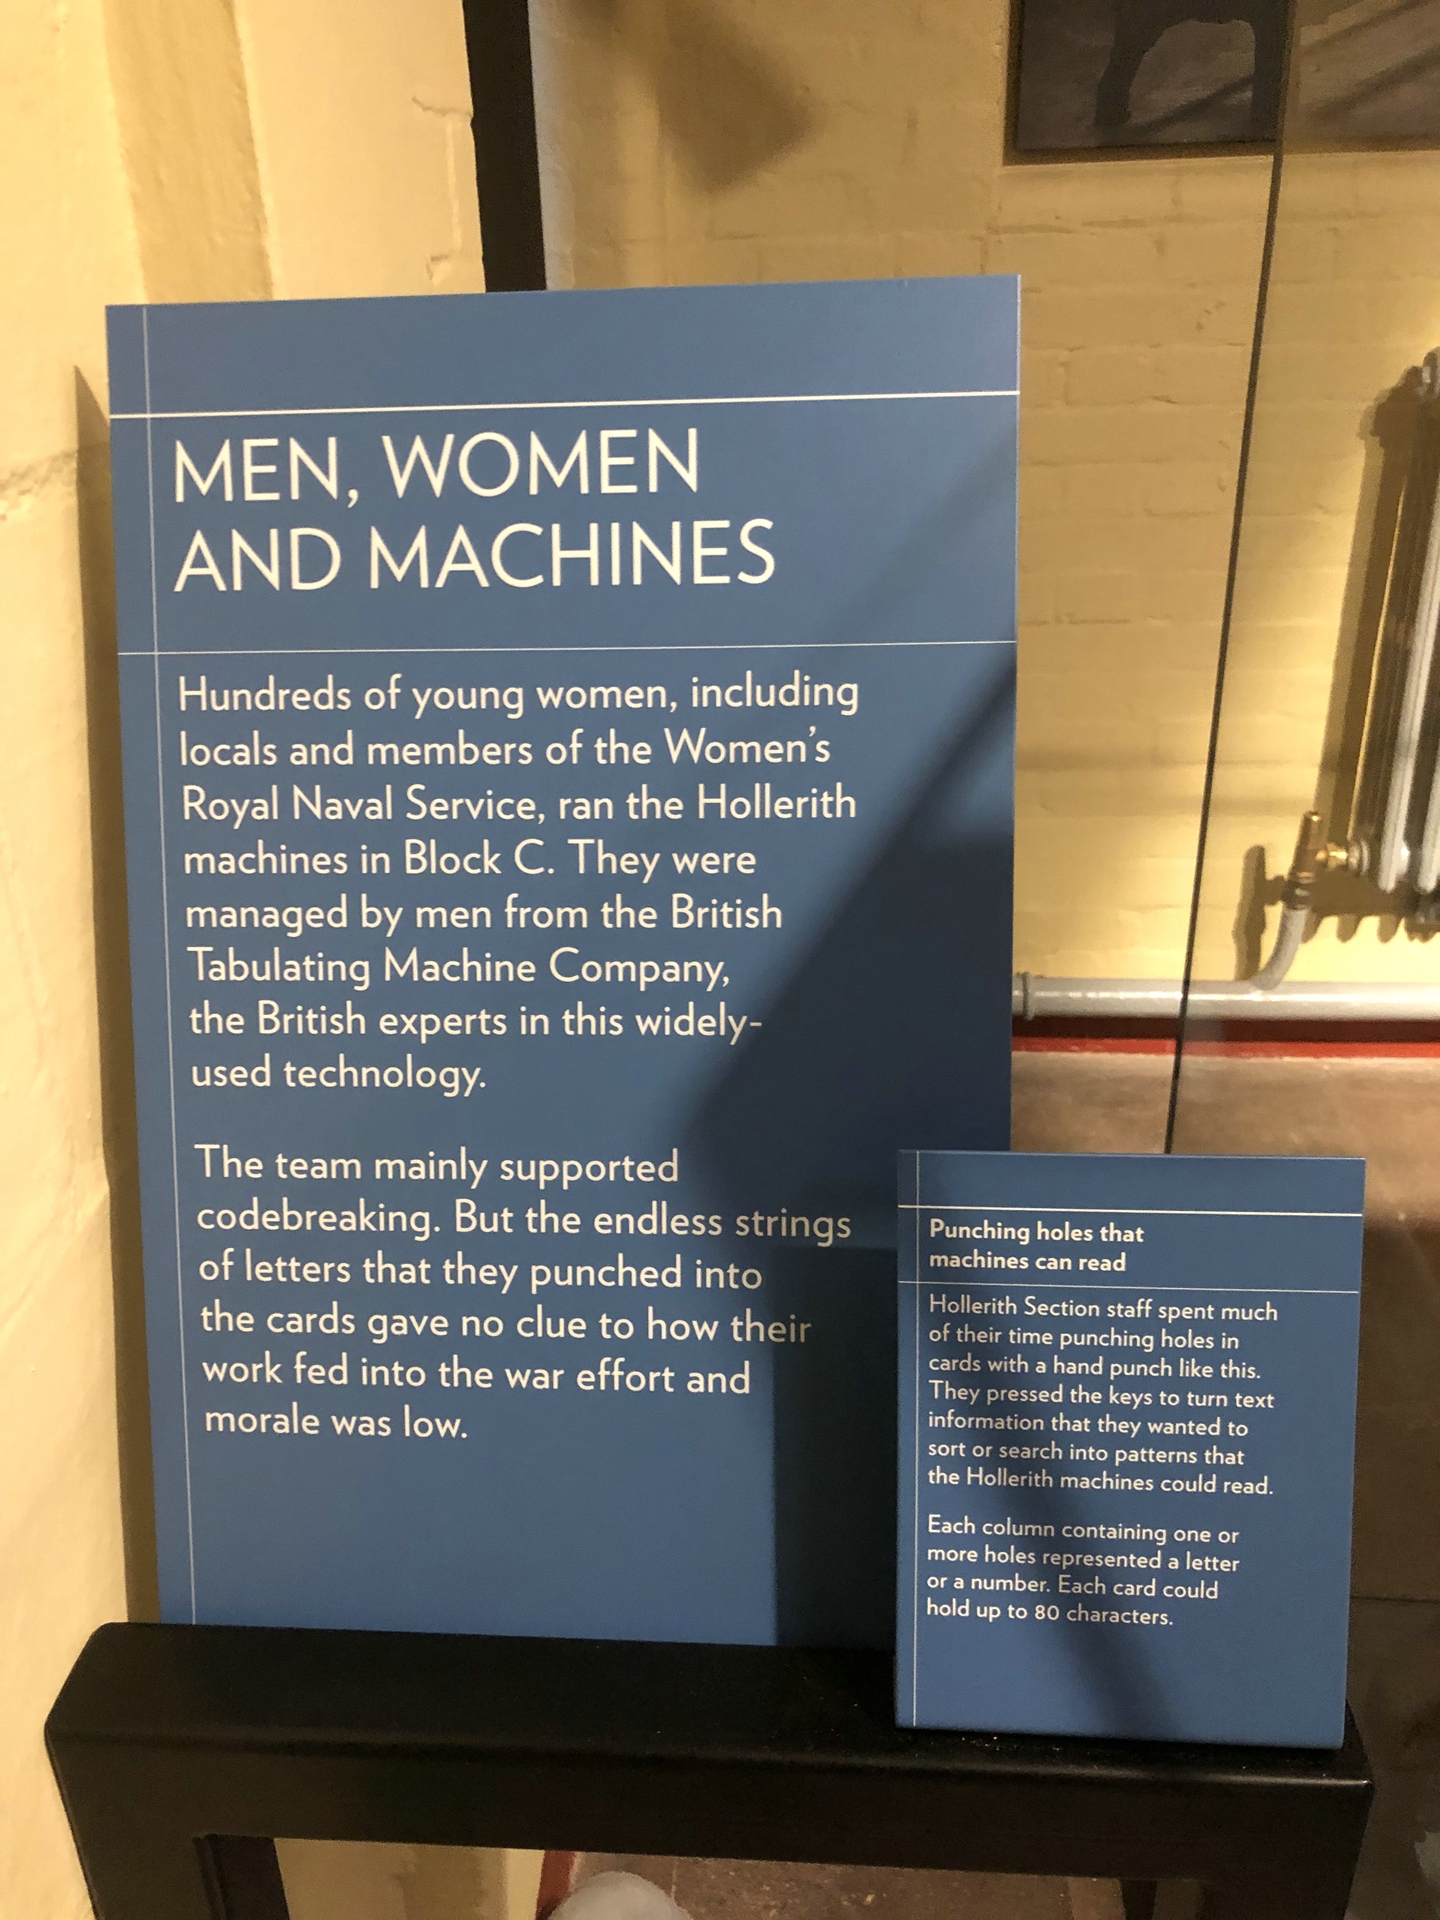 MEN, WOMEN
AND MACHINES
Hundreds of young women, including
locals and members of the Women's
Royal Naval Service, ran the Hollerith
machines in Block C. They were
managed by men from the British
Tabulating Machine Company,
the British experts in this widely-
used technology.
The team mainly supported
codebreaking. But the endless strings
of letters that they punched into
the cards gave no clue to how their
work fed into the war effort and
morale was low.
Punching holes that
machines can read
Hollerith Section staff spent much
of their time punching holes in
cards with a hand punch like this.
They pressed the keys to turn text
information that they wanted to
sort or search into patterns that
the Hollerith machines could read.
Each column containing one or
more holes represented a letter
or a number. Each card could
hold up to 80 characters.